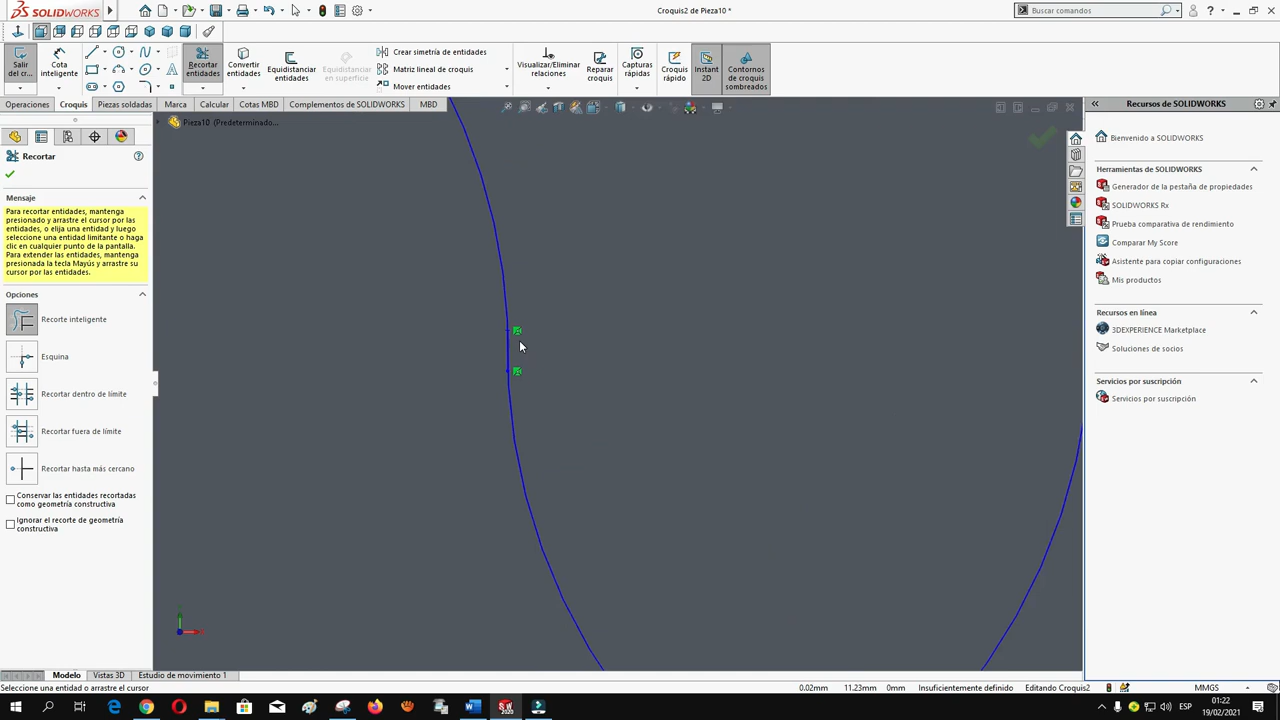 SOLIDWORKS
Croquis2 de Pieza10 *
Buscar comandos
Salir del cr...
Cota inteligente
Recortar entidades
Convertir entidades
Equidistanciar entidades
Equidistanciar en superficie
Crear simetría de entidades
Matriz lineal de croquis
Mover entidades
Visualizar/Eliminar relaciones
Reparar croquis
Capturas rápidas
Croquis rápido
Instant 2D
Contornos de croquis sombreados
Operaciones
Croquis
Piezas soldadas
Marca
Calcular
Cotas MBD
Complementos de SOLIDWORKS
MBD
Pieza10 (Predeterminado...
Recortar
Mensaje
Para recortar entidades, mantenga
presionado y arrastre el cursor por las
entidades, o elija una entidad y luego
seleccione una entidad limitante o haga
clic en cualquier punto de la pantalla.
Para extender las entidades, mantenga
presionada la tecla Mayús y arrastre su
cursor por las entidades.
Opciones
Recorte inteligente
Esquina
Recortar dentro de límite
Recortar fuera de límite
Recortar hasta más cercano
Conservar las entidades recortadas
como geometría constructiva
Ignorar el recorte de geometría
constructiva
Recursos de SOLIDWORKS
Bienvenido a SOLIDWORKS
Herramientas de SOLIDWORKS
Generador de la pestaña de propiedades
SOLIDWORKS Rx
Prueba comparativa de rendimiento
Comparar My Score
Asistente para copiar configuraciones
Mis productos
Recursos en línea
3DEXPERIENCE Marketplace
Soluciones de socios
Servicios por suscripción
Servicios por suscripción
Modelo
Vistas 3D
Estudio de movimiento 1
Seleccione una entidad o arrastre el cursor
0.02mm
11.23mm
0mm
Insuficientemente definido
Editando Croquis2
MMGS
ESP
01:22
19/02/2021